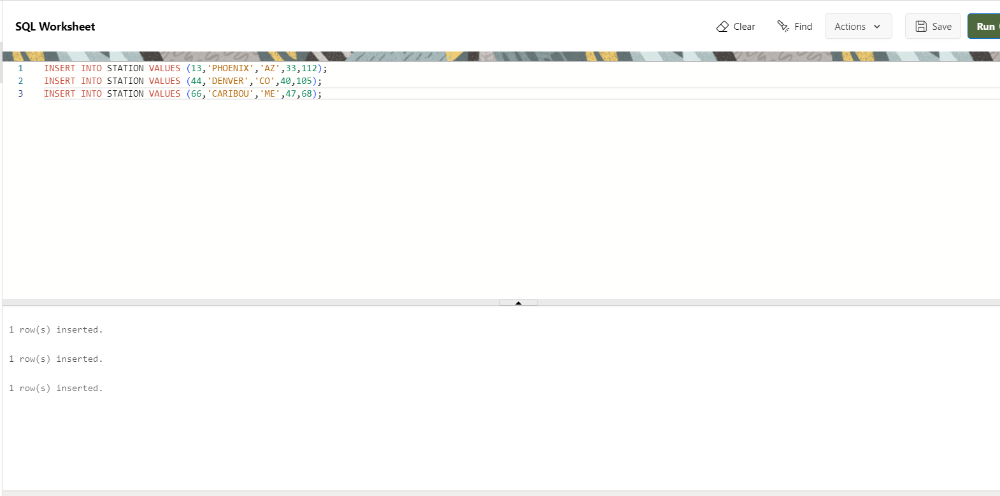 SQL Worksheet Clear Find Actions Save Run
1 INSERT INTO STATION VALUES (13,'PHOENIX','AZ',33,112);
2 INSERT INTO STATION VALUES (44,'DENVER','CO',40,105);
3 INSERT INTO STATION VALUES (66,'CARIBOU','ME',47,68);
1 row(s) inserted.
1 row(s) inserted.
1 row(s) inserted.